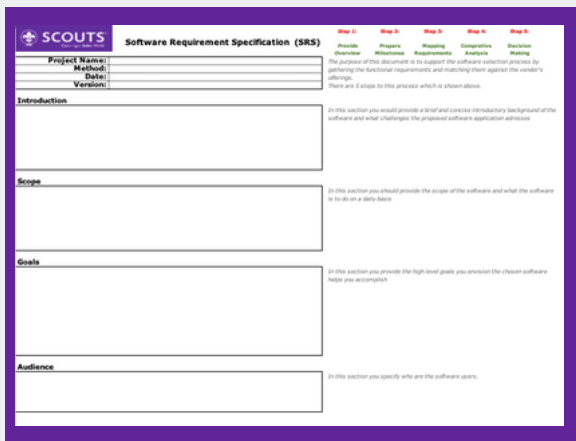 SCOUTS
Creating a Better World
Software Requirement Specification (SRS)
Step 1: Step 2: Step 3: Step 4: Step 5:
Provide Overview Prepare Milestones Mapping Requirements Comprative Analysis Decision Making
Project Name:
Method:
Date:
Version:
The purpose of this document is to support the software selection process by
gathering the functional requirements and matching them against the vendor's
offerings.
There are 5 steps to this process which is shown above.
Introduction
In this section you would provide a brief and concise introductory background of the
software and what challenges the proposed software application adresses
Scope
In this section you should provide the scope of the software and what the software
is to do on a daily basis
Goals
In this section you provide the high level goals you envision the chosen software
helps you accomplish
Audience
In this section you specify who are the software users.